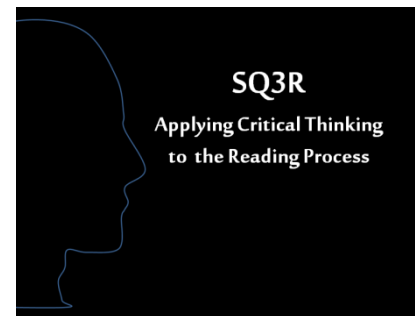 SQ3R
Applying Critical Thinking
to the Reading Process